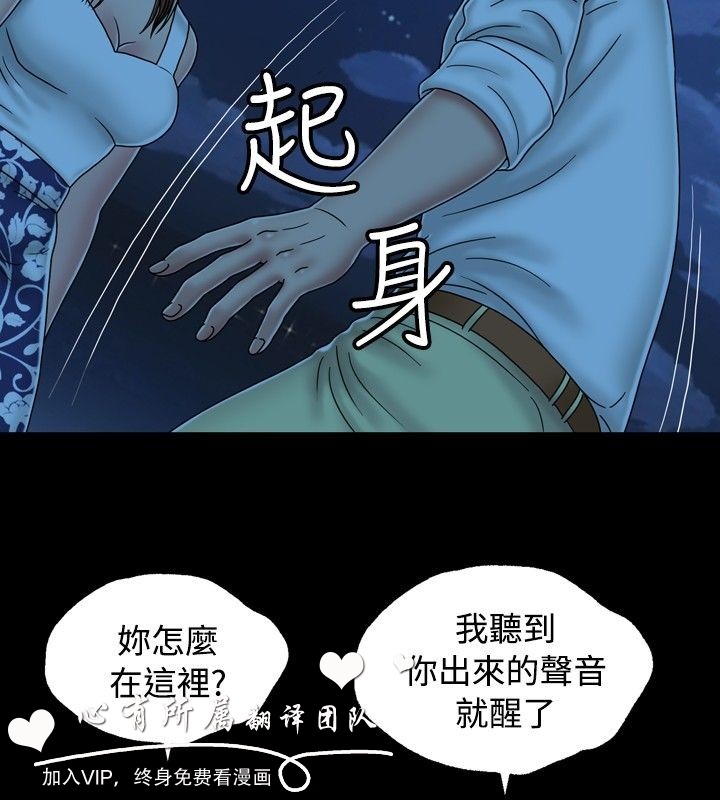 起
身
妳怎麼
在這裡?
我聽到
你出來的聲音
就醒了
心有所属翻译团队
加入VIP，终身免费看漫画